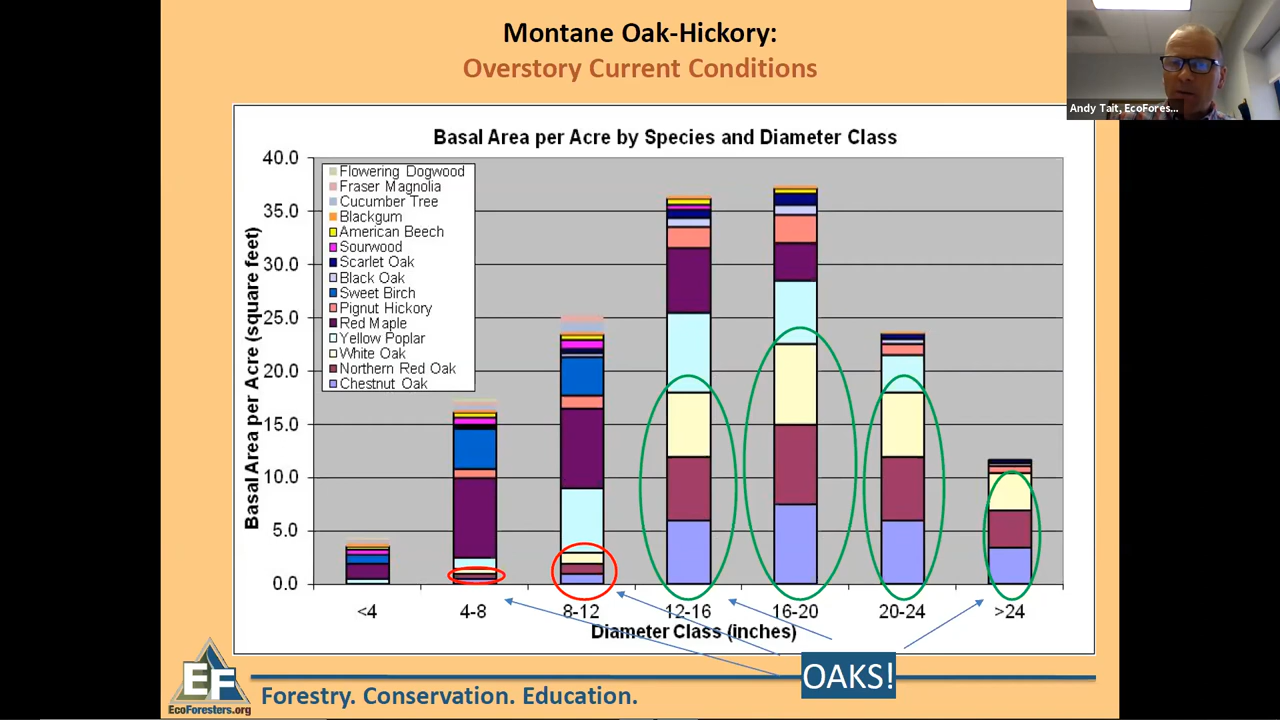 Montane Oak-Hickory:
Overstory Current Conditions
Andy Tait, EcoFores...
Basal Area per Acre by Species and Diameter Class
Basal Area per Acre (square feet)
40.0
35.0
30.0
25.0
20.0
15.0
10.0
5.0
0.0
Flowering Dogwood
Fraser Magnolia
Cucumber Tree
Blackgum
American Beech
Sourwood
Scarlet Oak
Black Oak
Sweet Birch
Pignut Hickory
Red Maple
Yellow Poplar
White Oak
Northern Red Oak
Chestnut Oak
<4 4-8 8-12 12-16 16-20 20-24 >24
Diameter Class (inches)
OAKS!
EF
EcoForesters.org
Forestry. Conservation. Education.